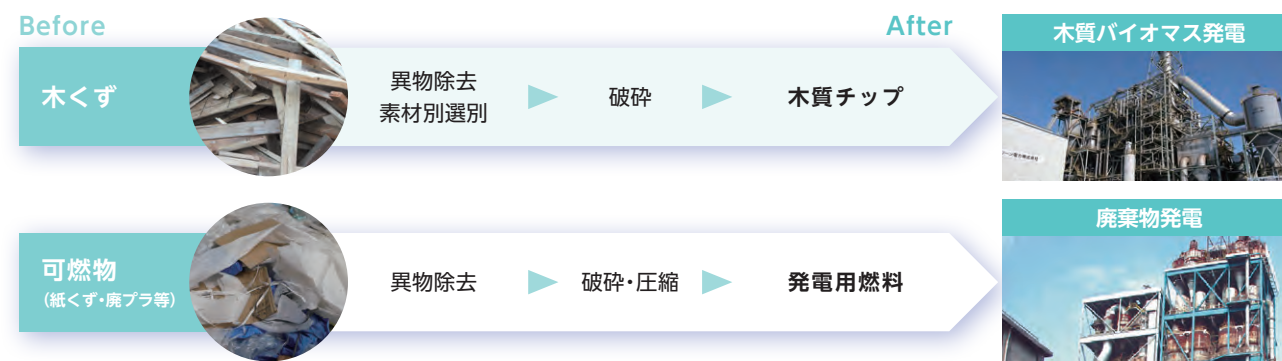 Before
After
木くず
異物除去
素材別選別
破砕
木質チップ
木質バイオマス発電
可燃物
(紙くず・廃プラ等)
異物除去
破砕・圧縮
発電用燃料
廃棄物発電